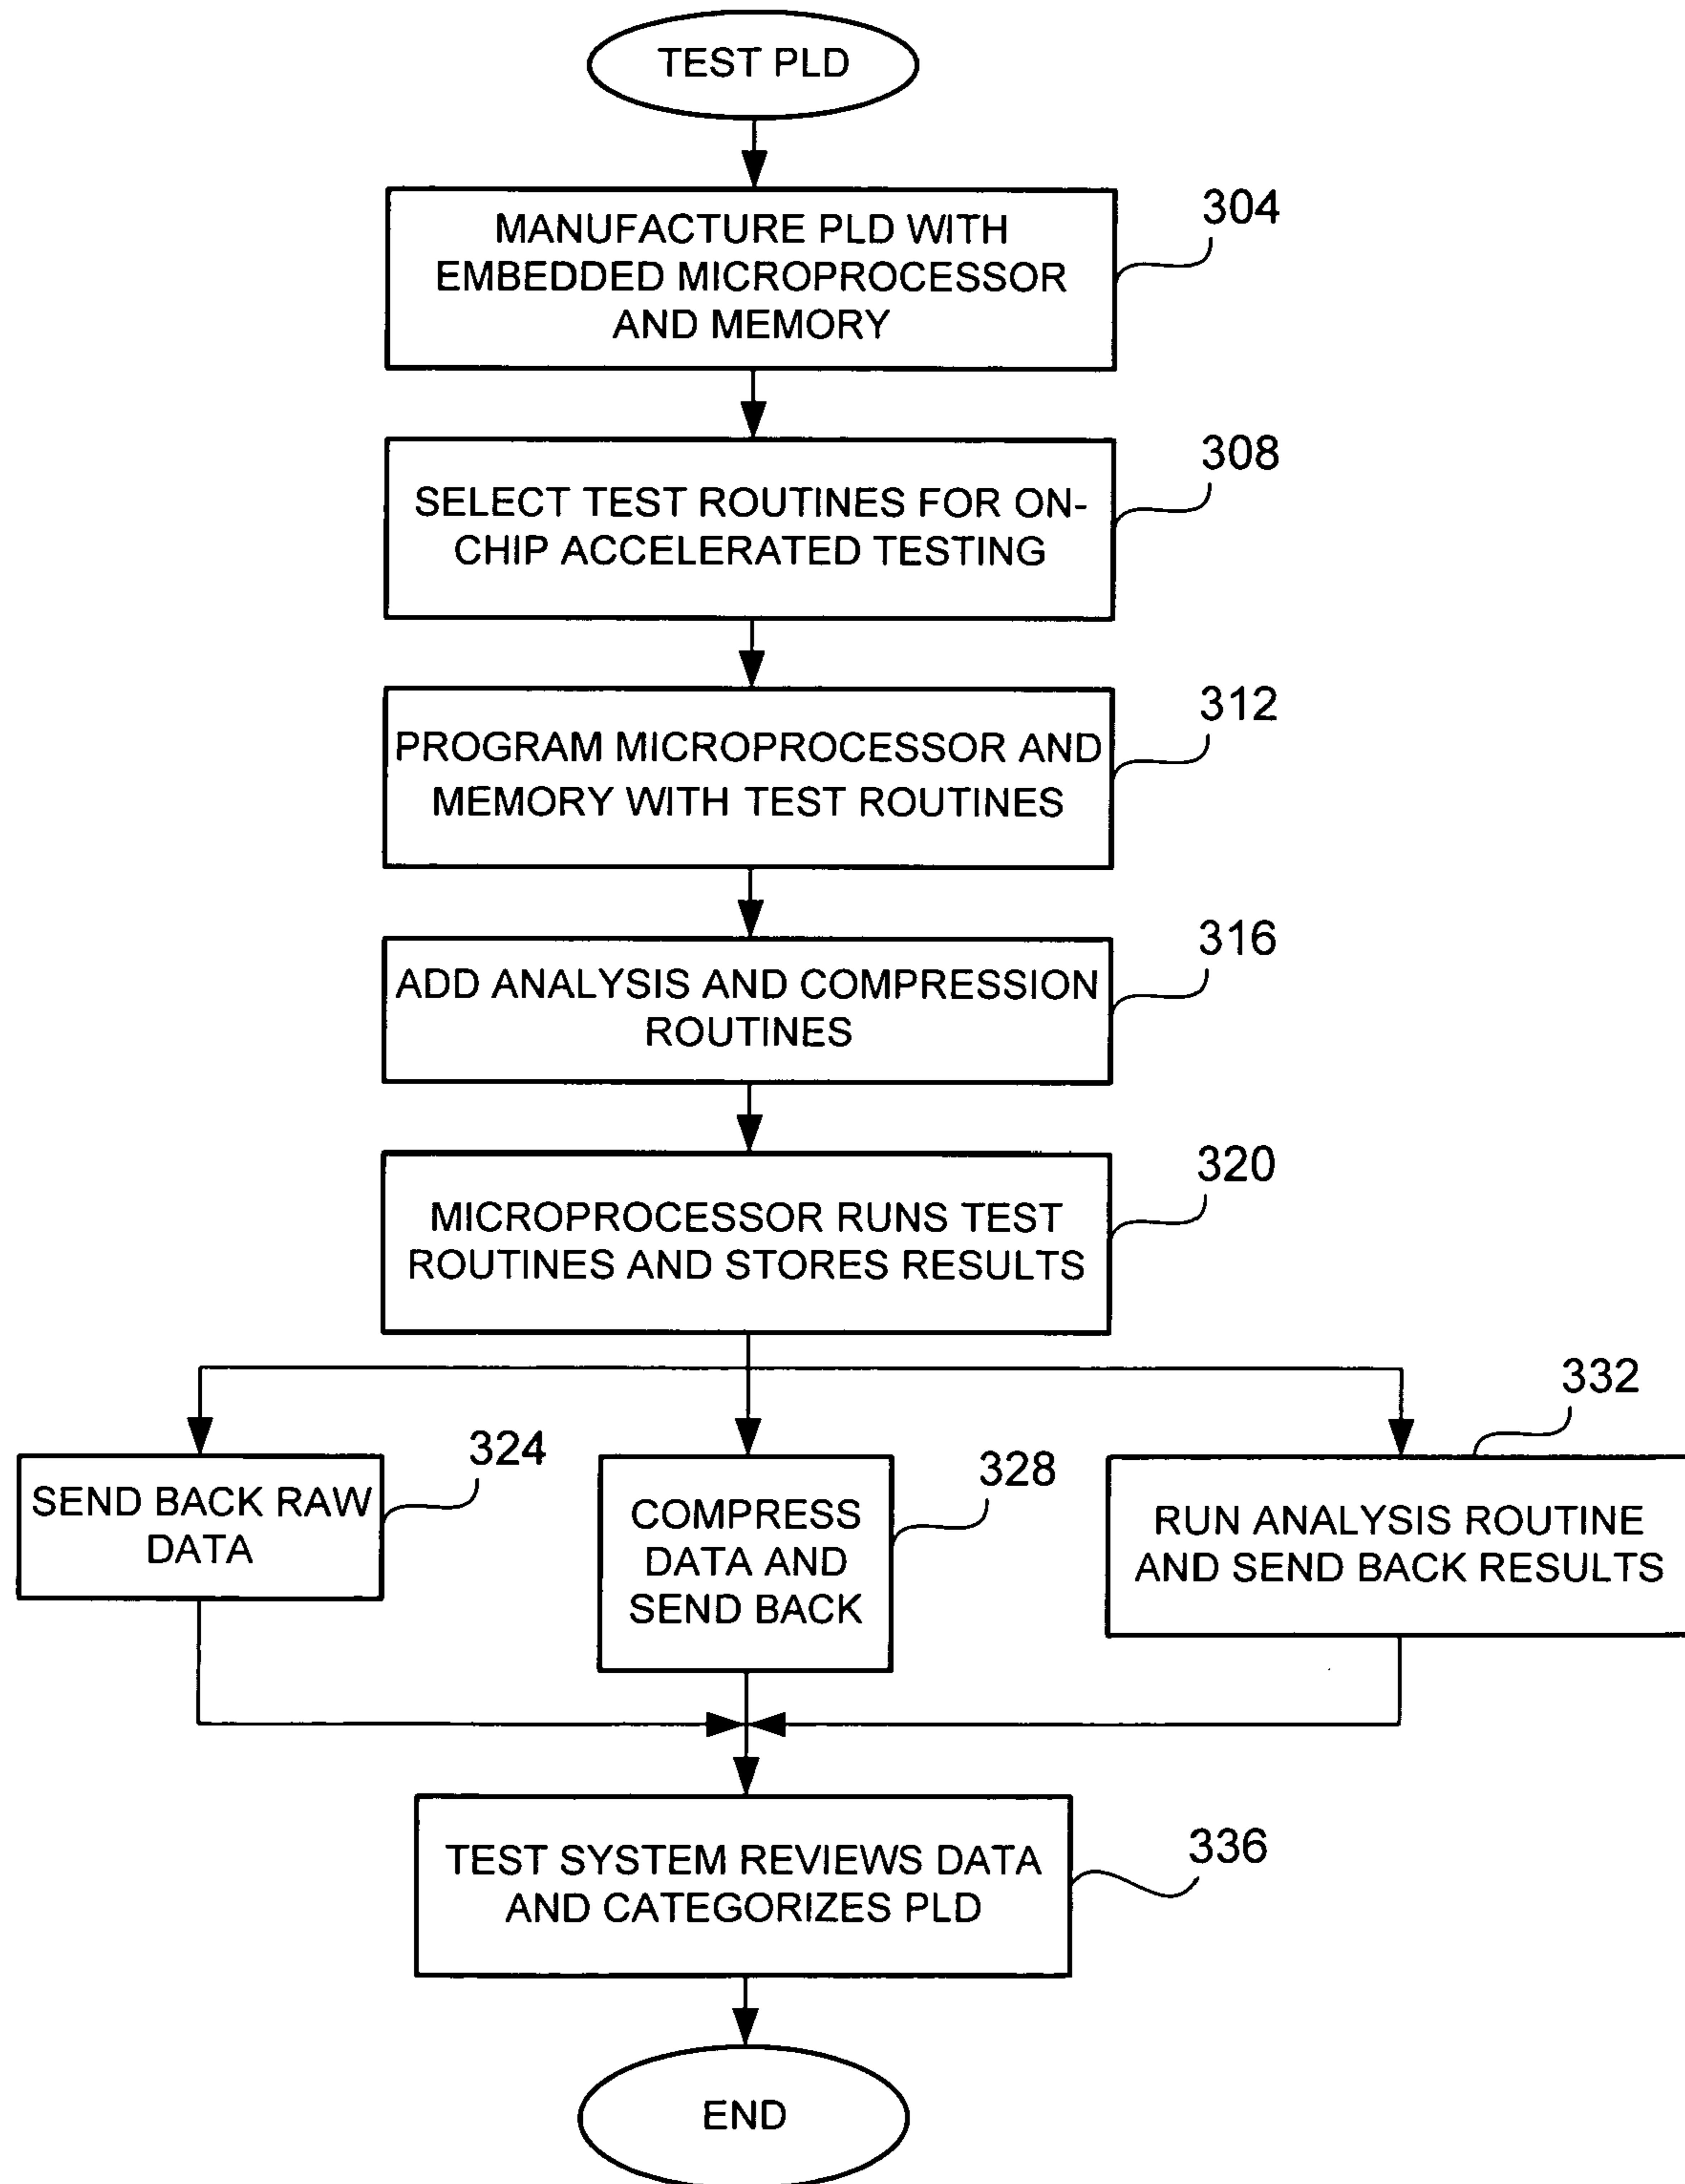 TEST PLD
MANUFACTURE PLD WITH
EMBEDDED MICROPROCESSOR
AND MEMORY
304
SELECT TEST ROUTINES FOR ON-
CHIP ACCELERATED TESTING
308
PROGRAM MICROPROCESSOR AND
MEMORY WITH TEST ROUTINES
312
ADD ANALYSIS AND COMPRESSION
ROUTINES
316
MICROPROCESSOR RUNS TEST
ROUTINES AND STORES RESULTS
320
SEND BACK RAW
DATA
324
COMPRESS
DATA AND
SEND BACK
328
RUN ANALYSIS ROUTINE
AND SEND BACK RESULTS
332
TEST SYSTEM REVIEWS DATA
AND CATEGORIZES PLD
336
END